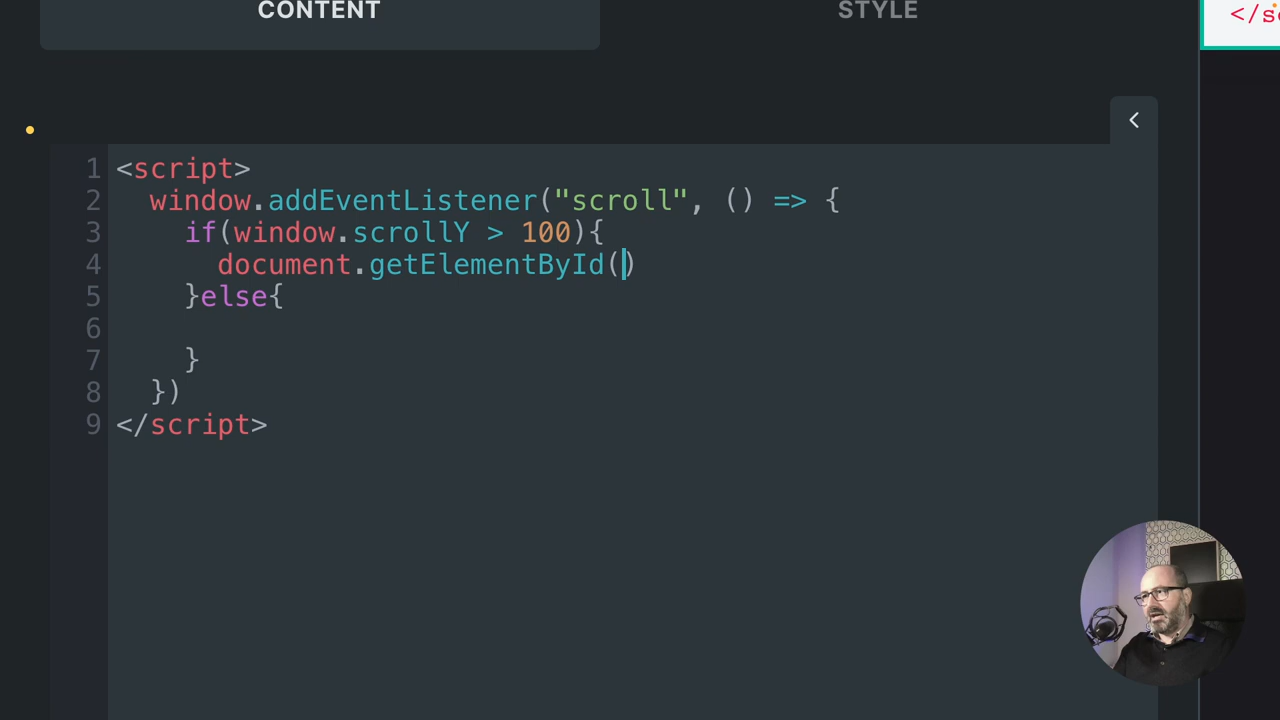 CONTENT
STYLE
</s
1 <script>
2   window.addEventListener("scroll", () => {
3     if(window.scrollY > 100){
4       document.getElementById()
5     }else{
6
7     }
8   })
9 </script>